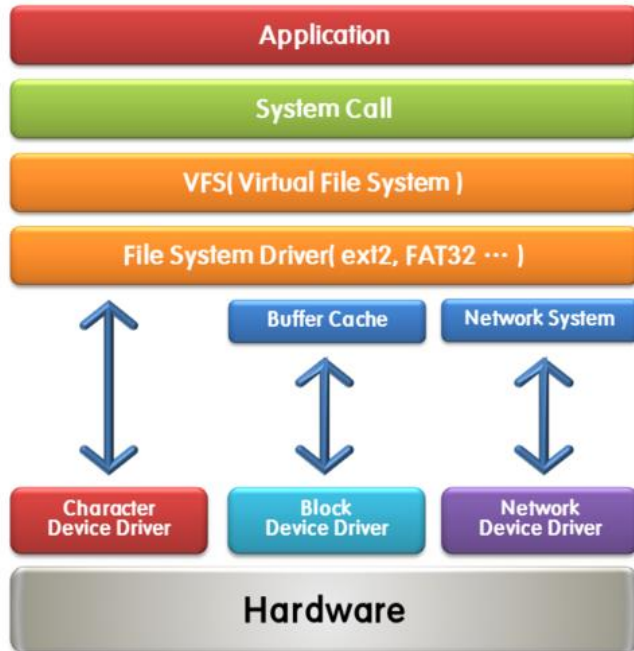 Application
System Call
VFS( Virtual File System )
File System Driver( ext2, FAT32 ··· )
Buffer Cache
Network System
Character
Device Driver
Block
Device Driver
Network
Device Driver
Hardware